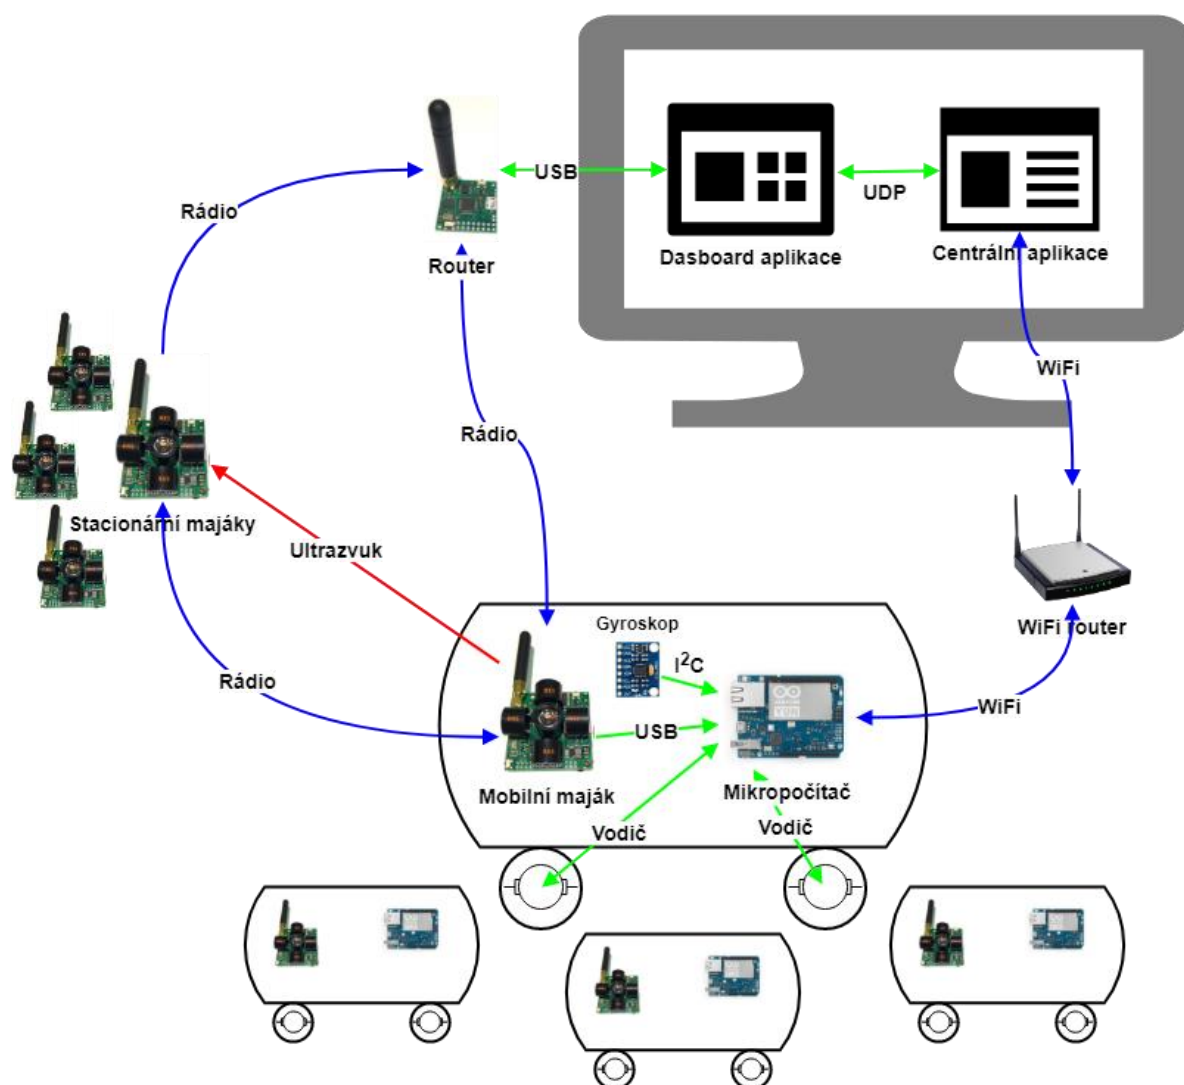 USB
UDP
Rádio
Router
Dasboard aplikace
Centrální aplikace
WiFi
Rádio
Stacionární majáky
Ultrazvuk
Gyroskop
WiFi router
I²C
Rádio
USB
WiFi
Mobilní maják
Mikropočítač
Vodič
Vodič